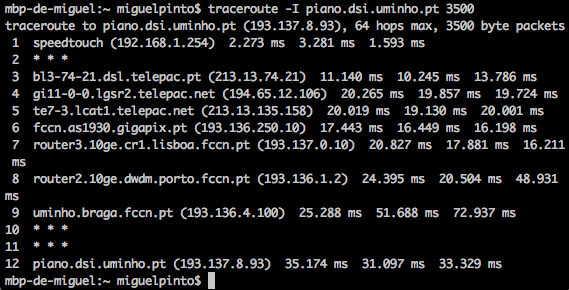 mbp-de-miguel:~ miguelpinto$ traceroute -I piano.dsi.uminho.pt 3500
traceroute to piano.dsi.uminho.pt (193.137.8.93), 64 hops max, 3500 byte packets
1 speedtouch (192.168.1.254) 2.273 ms 3.281 ms 1.593 ms
2 * * *
3 bl3-74-21.dsl.telepac.pt (213.13.74.21) 11.140 ms 10.245 ms 13.786 ms
4 gi11-0-0.lgsr2.telepac.net (194.65.12.106) 20.265 ms 19.857 ms 19.724 ms
5 te7-3.lcat1.telepac.net (213.13.135.158) 20.019 ms 19.130 ms 20.001 ms
6 fccn.as1930.gigapix.pt (193.136.250.10) 17.443 ms 16.449 ms 16.198 ms
7 router3.10ge.cr1.lisboa.fccn.pt (193.137.0.10) 20.827 ms 17.881 ms 16.211
ms
8 router2.10ge.dwdm.porto.fccn.pt (193.136.1.2) 24.395 ms 20.504 ms 48.931
ms
9 uminho.braga.fccn.pt (193.136.4.100) 25.288 ms 51.688 ms 72.937 ms
10 * * *
11 * * *
12 piano.dsi.uminho.pt (193.137.8.93) 35.174 ms 31.097 ms 33.329 ms
mbp-de-miguel:~ miguelpinto$